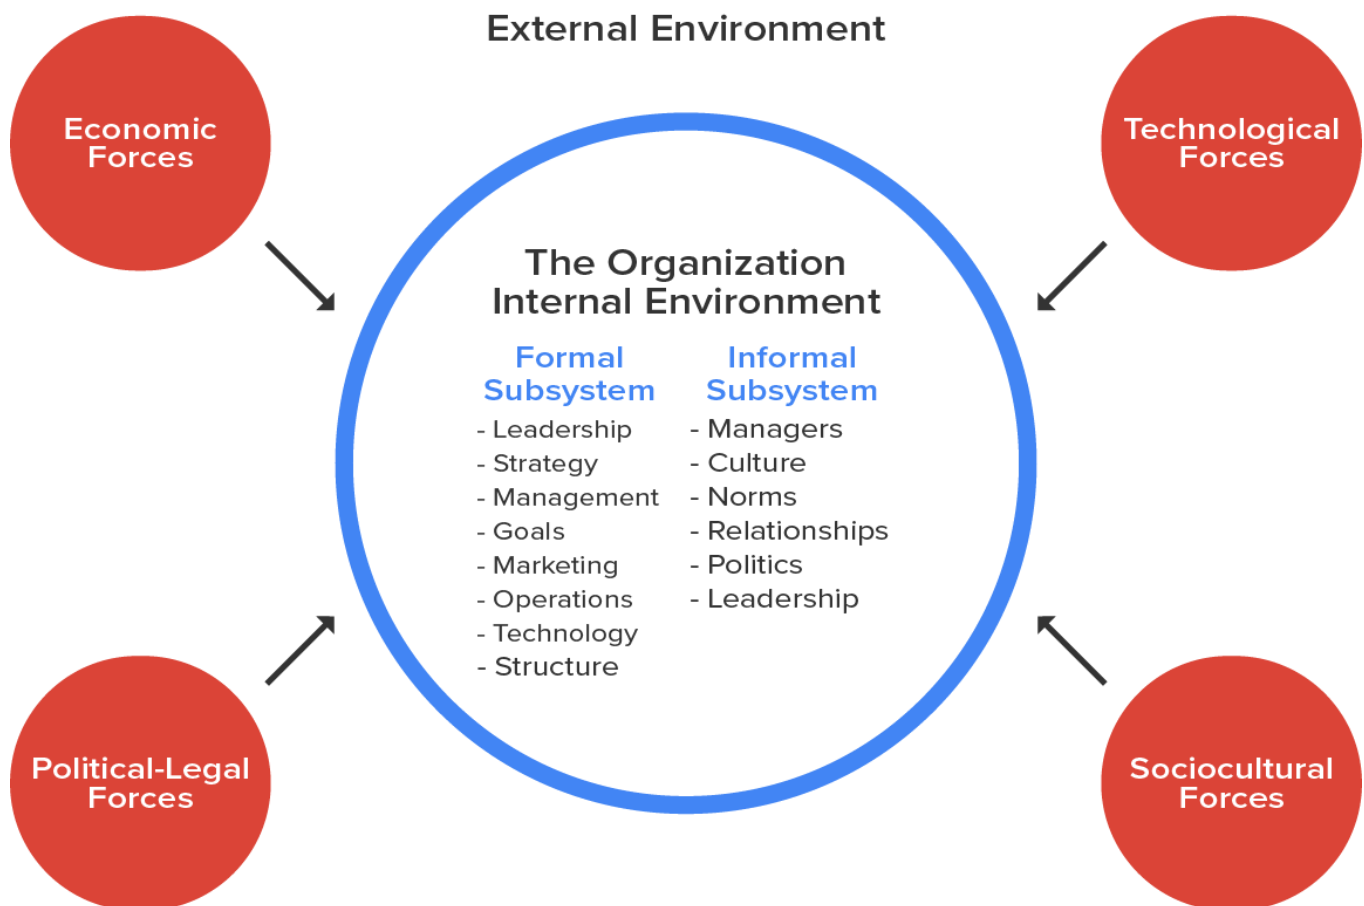 External Environment
Economic
Forces
Technological
Forces
The Organization
Internal Environment
Formal
Subsystem
- Leadership
- Strategy
- Management
- Goals
- Marketing
- Operations
- Technology
- Structure
Informal
Subsystem
- Managers
- Culture
- Norms
- Relationships
- Politics
- Leadership
Political-Legal
Forces
Sociocultural
Forces